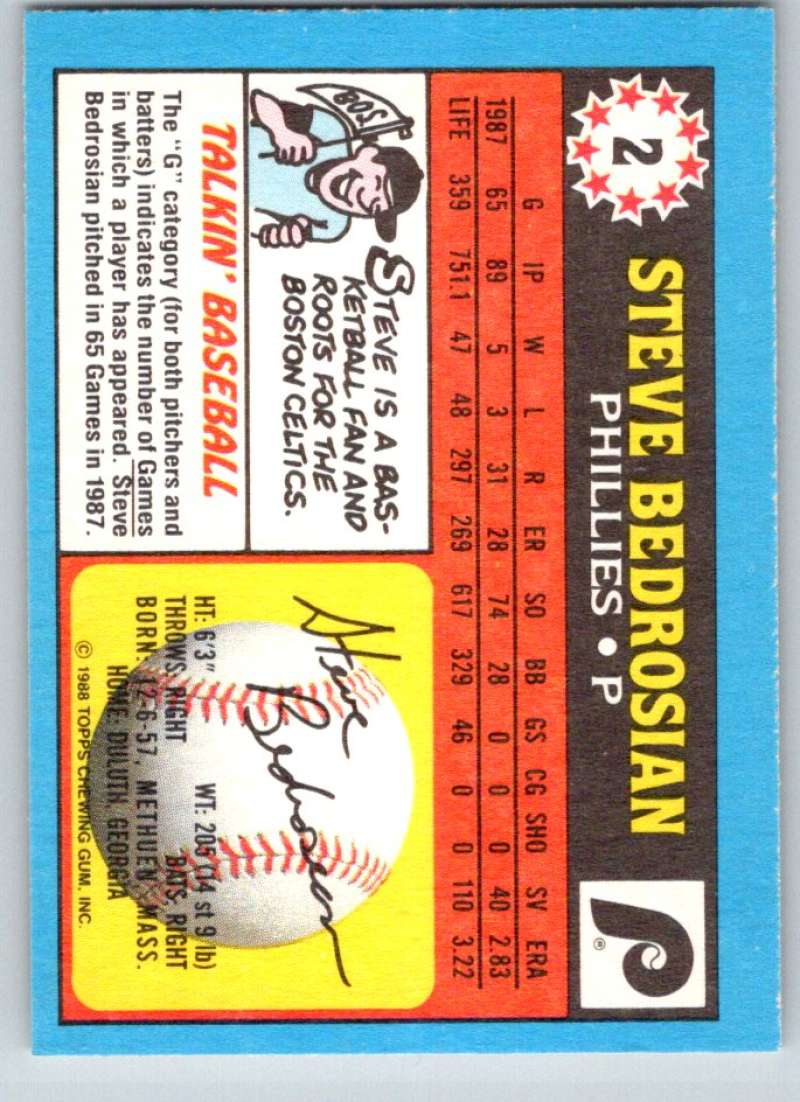 2
STEVE BEDROSIAN
PHILLIES • P
P
®
G IP W L R ER SO BB GS CG SHO SV ERA
1987 65 89 5 3 31 28 74 28 0 0 0 40 2.83
LIFE 359 751.1 47 48 297 269 617 329 46 0 0 110 3.22
STEVE IS A BAS-
KETBALL FAN AND
ROOTS FOR THE
BOSTON CELTICS.
TALKIN' BASEBALL
The "G" category (for both pitchers and
batters) indicates the number of Games
in which a player has appeared. Steve
Bedrosian pitched in 65 Games in 1987.
Steve Bedrosian
HT: 6'3" WT: 205 (14 st 9 lb)
THROWS: RIGHT BATS: RIGHT
BORN: 12-6-57, METHUEN, MASS.
HOME: DULUTH, GEORGIA
© 1988 TOPPS CHEWING GUM, INC.